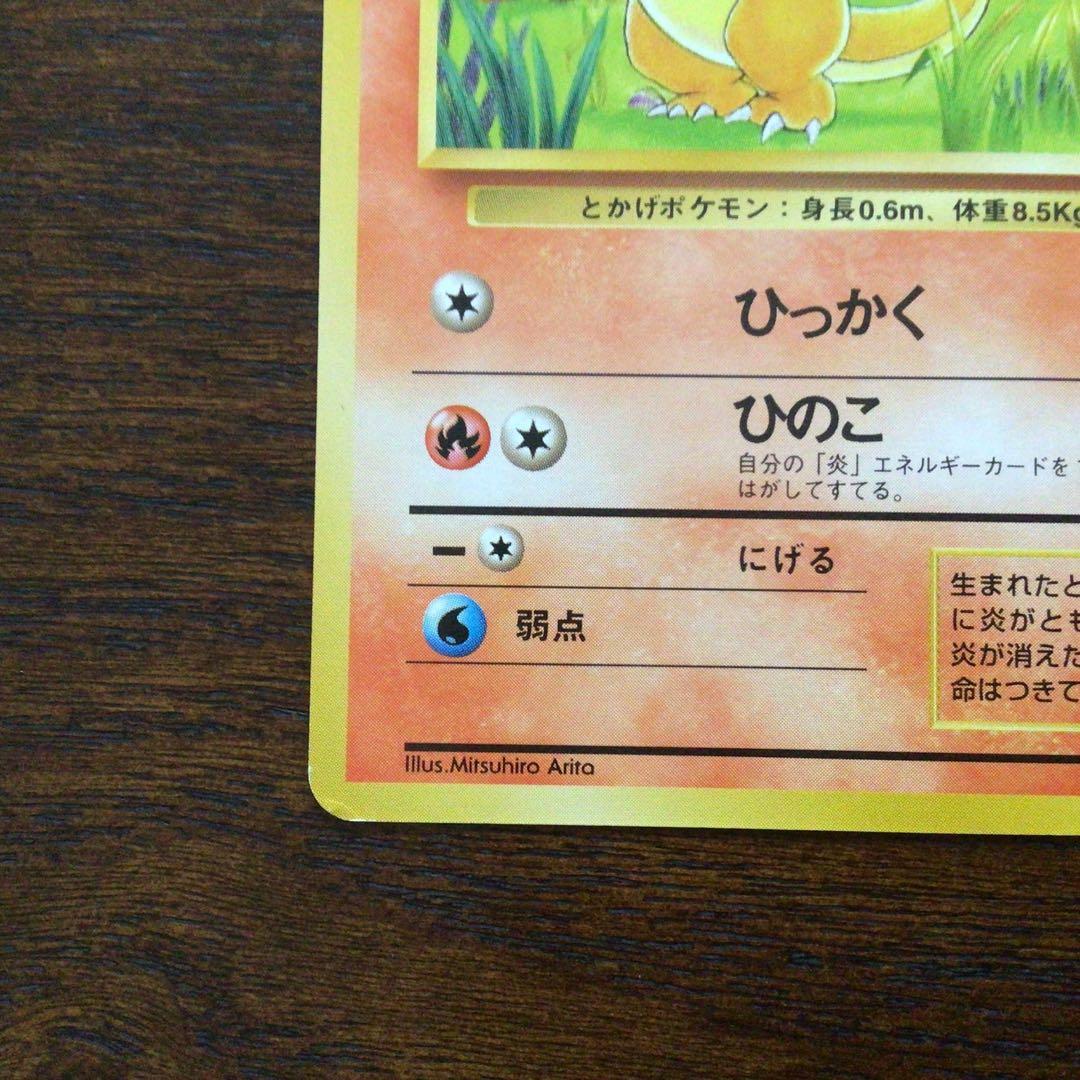 とかげポケモン：身長0.6m、体重8.5Kg
ひっかく
ひのこ
自分の「炎」エネルギーカードを
はがしてすてる。
にげる
弱点
生まれたと
に炎がとも
炎が消えた
命はつきて
Illus.Mitsuhiro Arita